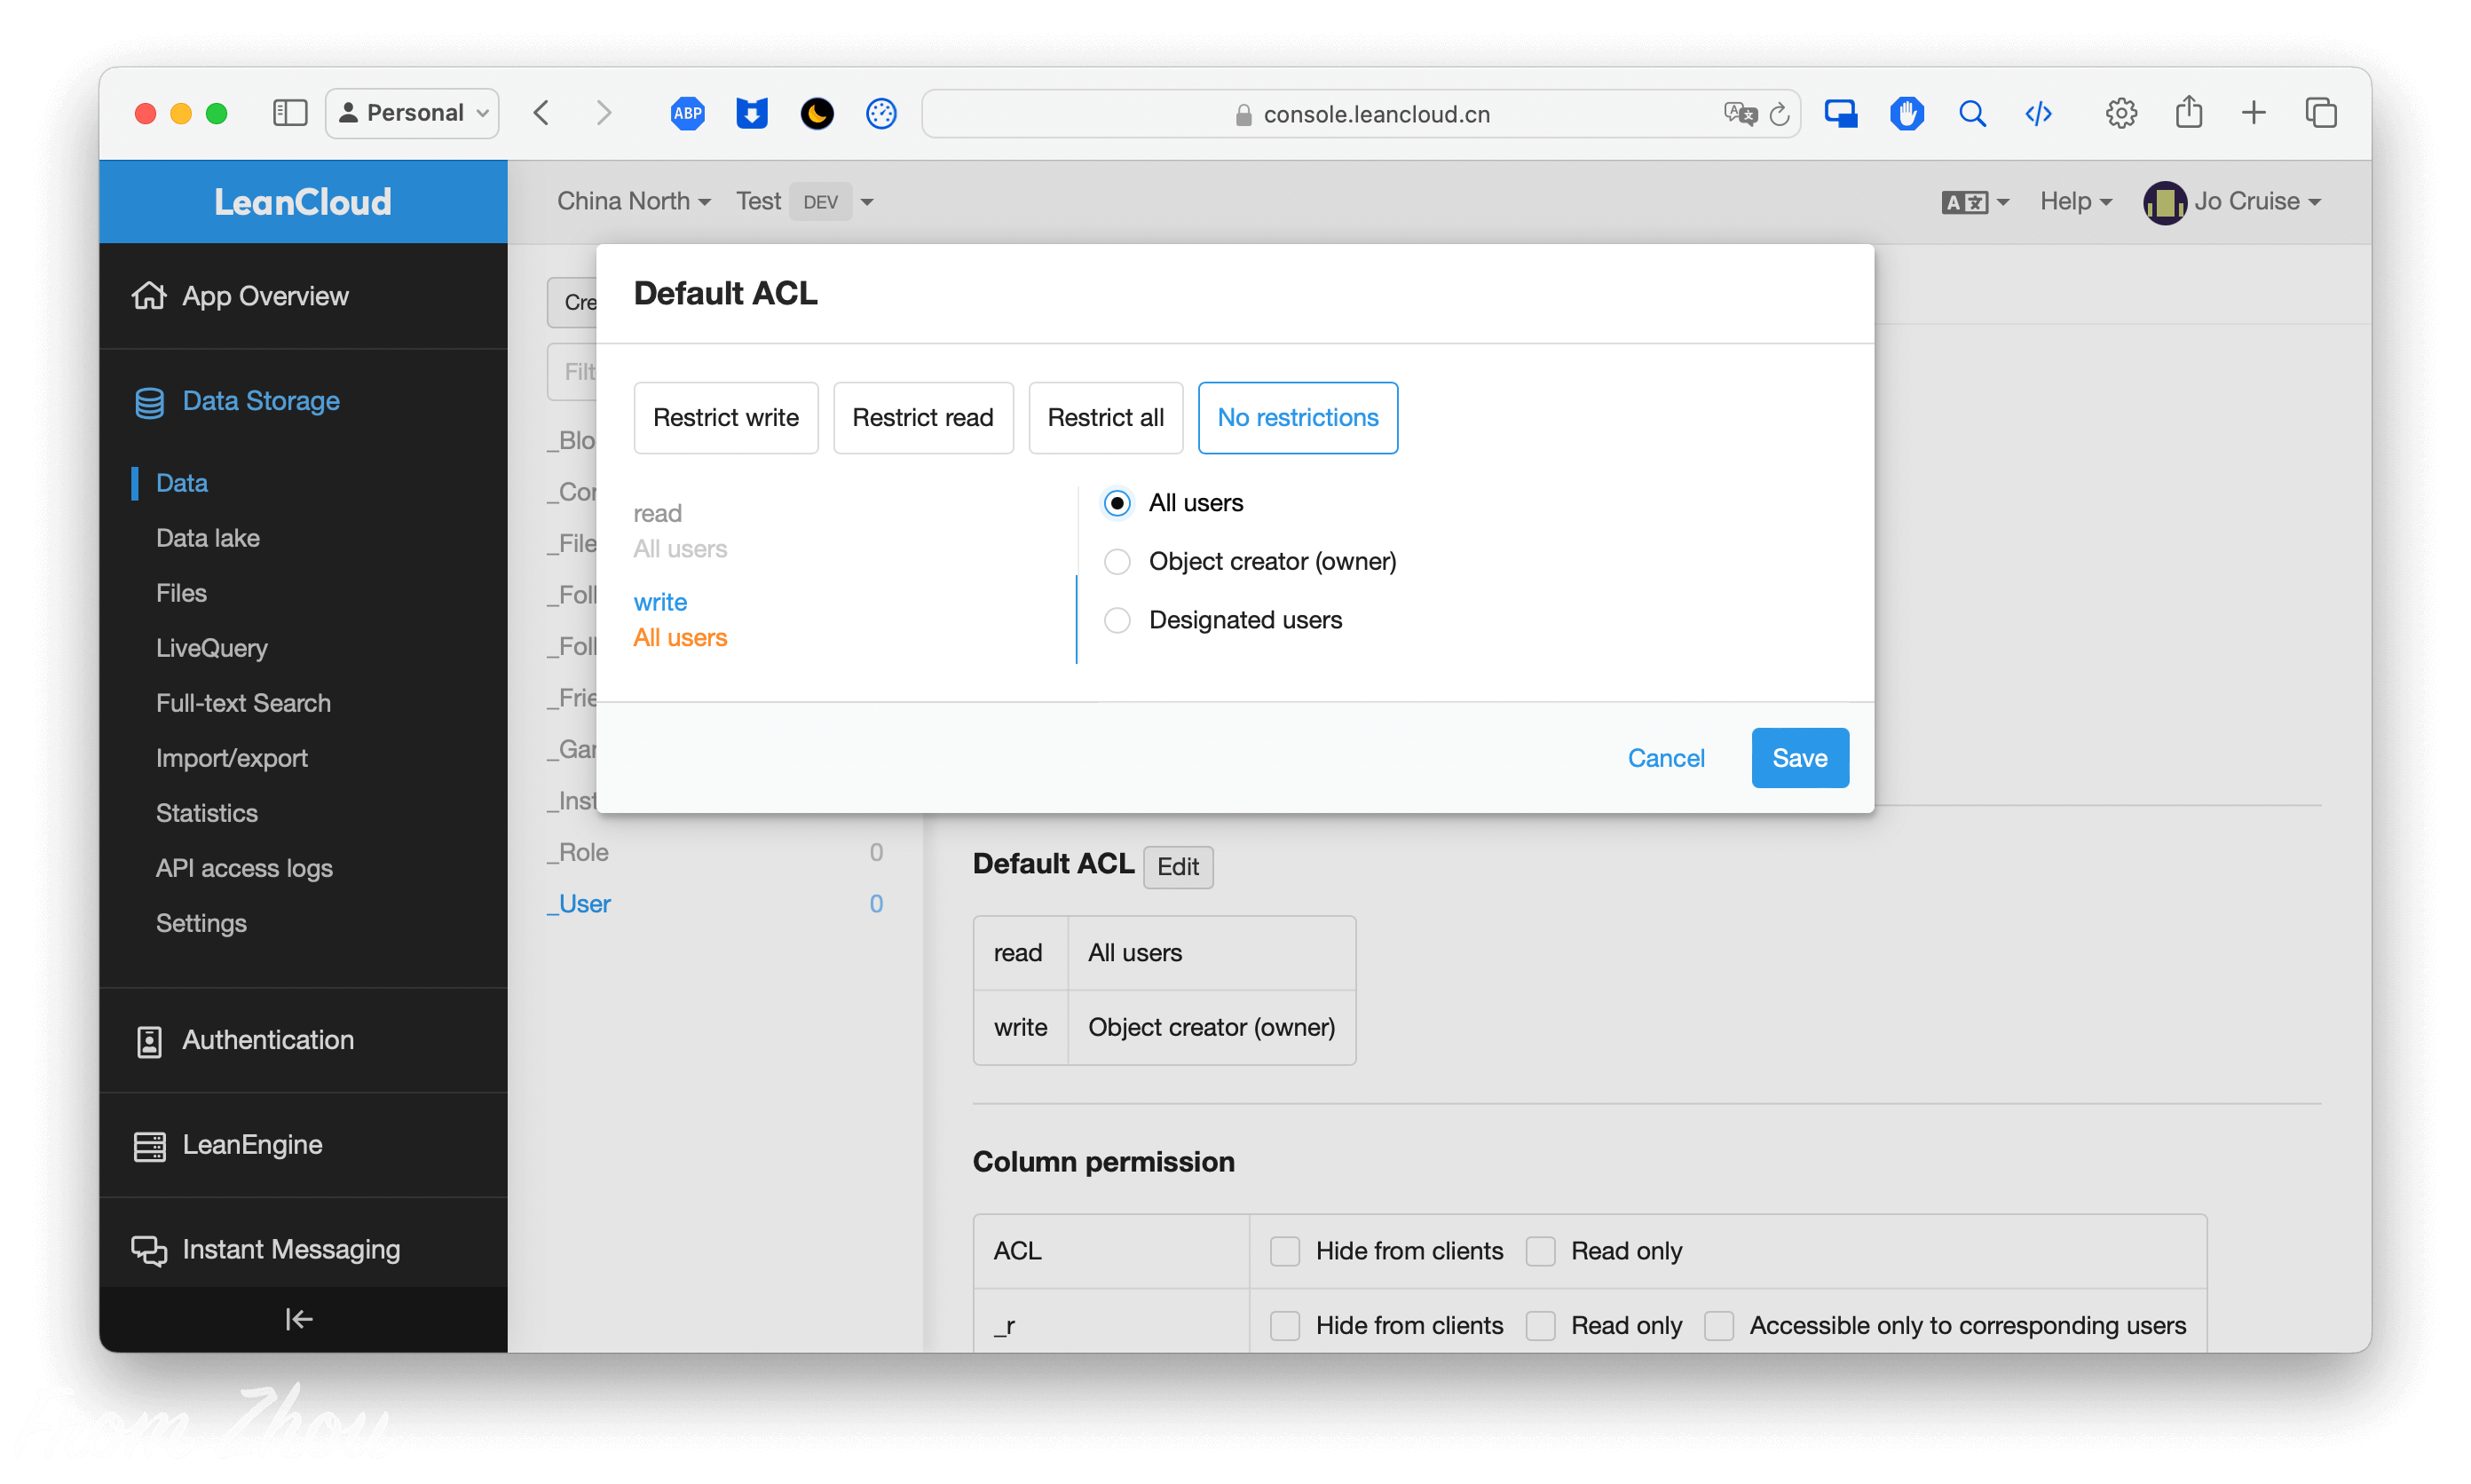 Personal
ABP
console.leancloud.cn
LeanCloud
China North
Test DEV
Help
Jo Cruise
App Overview
Data Storage
Data
Data lake
Files
LiveQuery
Full-text Search
Import/export
Statistics
API access logs
Settings
Authentication
LeanEngine
Instant Messaging
Cre
Filt
_Blo
_Cor
_File
_Foll
_Foll
_Frie
_Gar
_Inst
_Role 0
_User 0
Default ACL
Restrict write Restrict read Restrict all No restrictions
read
All users
write
All users
All users
Object creator (owner)
Designated users
Cancel Save
Default ACL Edit
read All users
write Object creator (owner)
Column permission
ACL Hide from clients Read only
_r Hide from clients Read only Accessible only to corresponding users
From Zhou